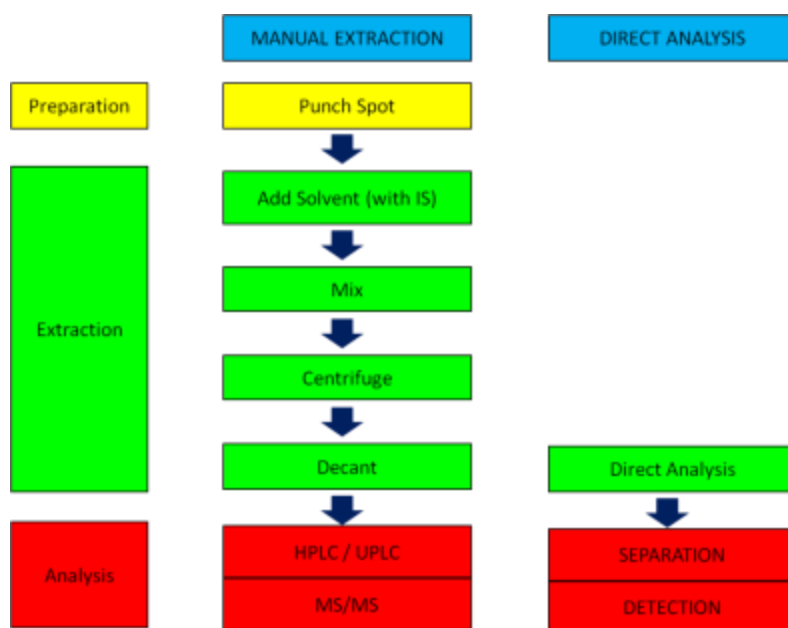 MANUAL EXTRACTION
DIRECT ANALYSIS
Preparation
Punch Spot
Extraction
Add Solvent (with IS)
Mix
Centrifuge
Decant
Direct Analysis
Analysis
HPLC / UPLC
SEPARATION
MS/MS
DETECTION